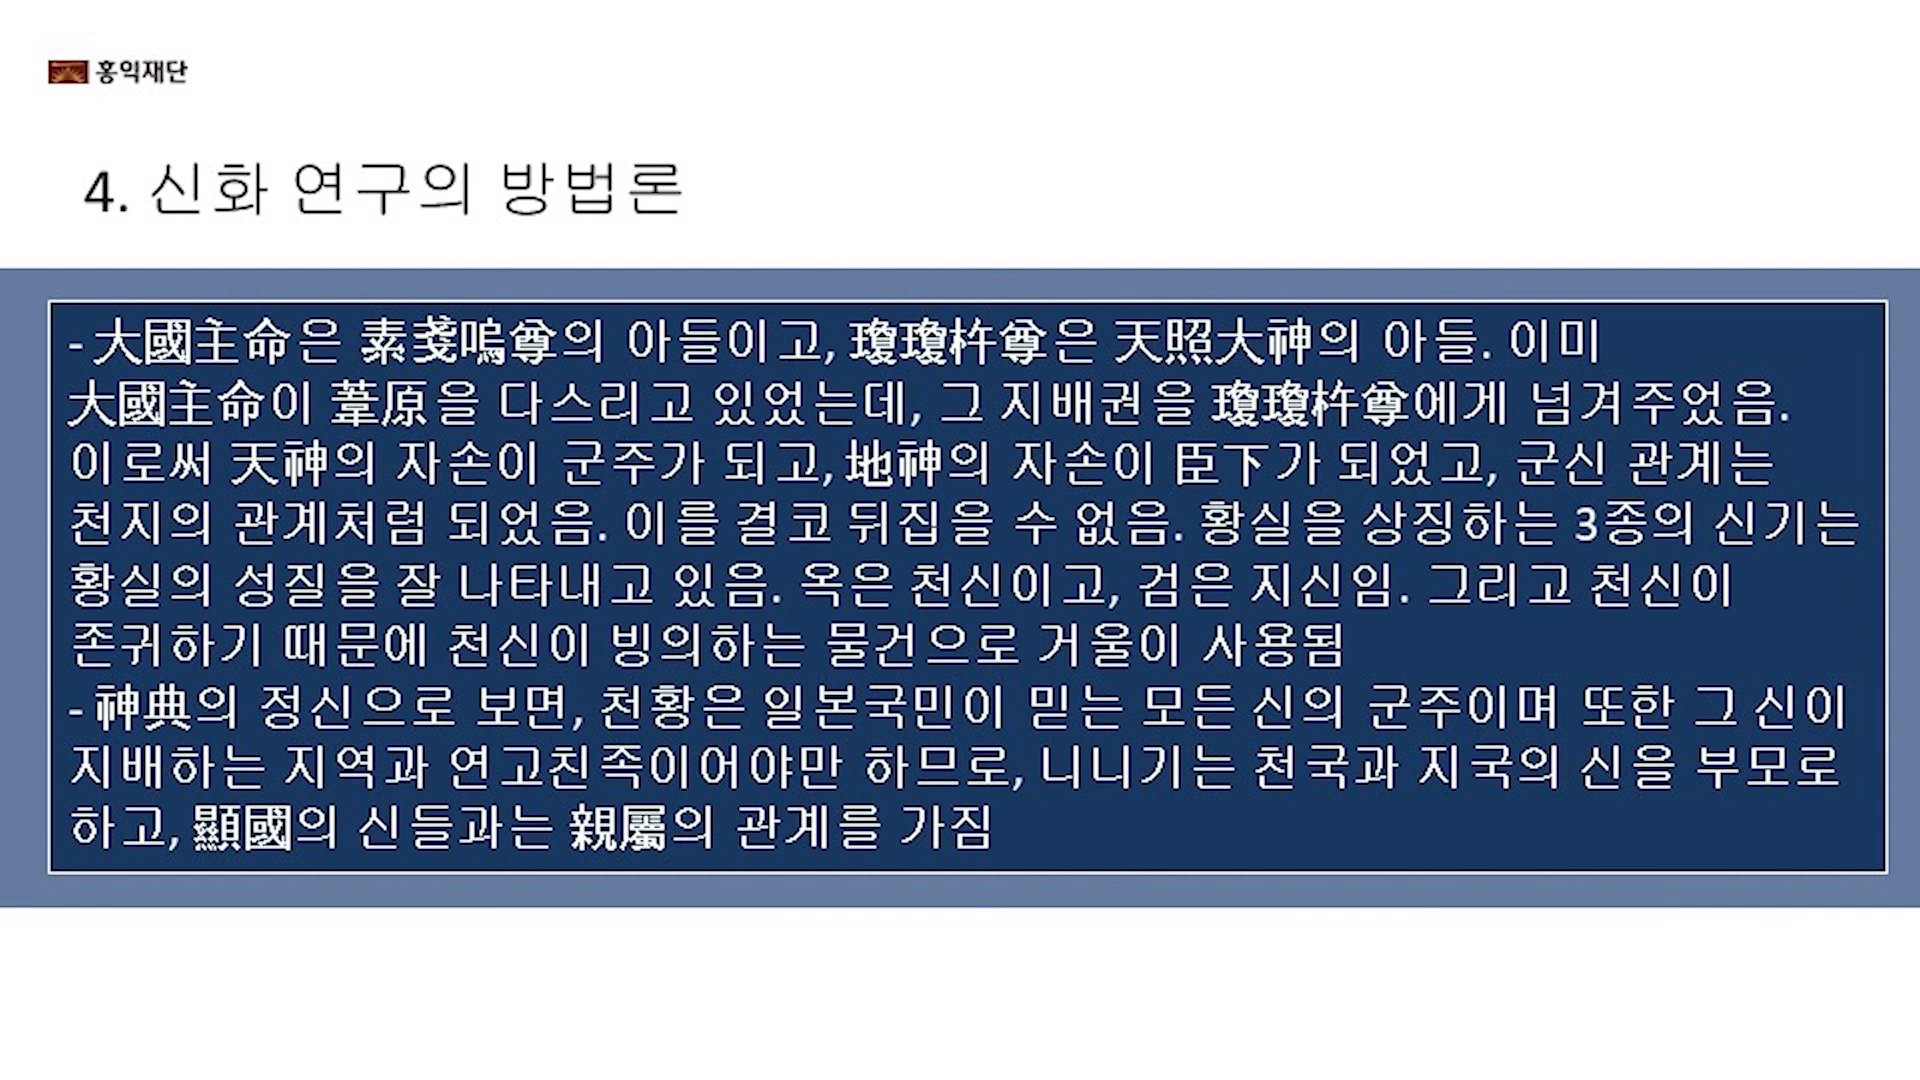 홍익재단
4. 신화 연구의 방법론
- 大國主命은 素戔嗚尊의 아들이고, 瓊瓊杵尊은 天照大神의 아들. 이미
大國主命이 葦原을 다스리고 있었는데, 그 지배권을 瓊瓊杵尊에게 넘겨주었음.
이로써 天神의 자손이 군주가 되고, 地神의 자손이 臣下가 되었고, 군신 관계는
천지의 관계처럼 되었음. 이를 결코 뒤집을 수 없음. 황실을 상징하는 3종의 신기는
황실의 성질을 잘 나타내고 있음. 옥은 천신이고, 검은 지신임. 그리고 천신이
존귀하기 때문에 천신이 빙의하는 물건으로 거울이 사용됨
- 神典의 정신으로 보면, 천황은 일본국민이 믿는 모든 신의 군주이며 또한 그 신이
지배하는 지역과 연고친족이어야만 하므로, 니니기는 천국과 지국의 신을 부모로
하고, 顯國의 신들과는 親屬의 관계를 가짐